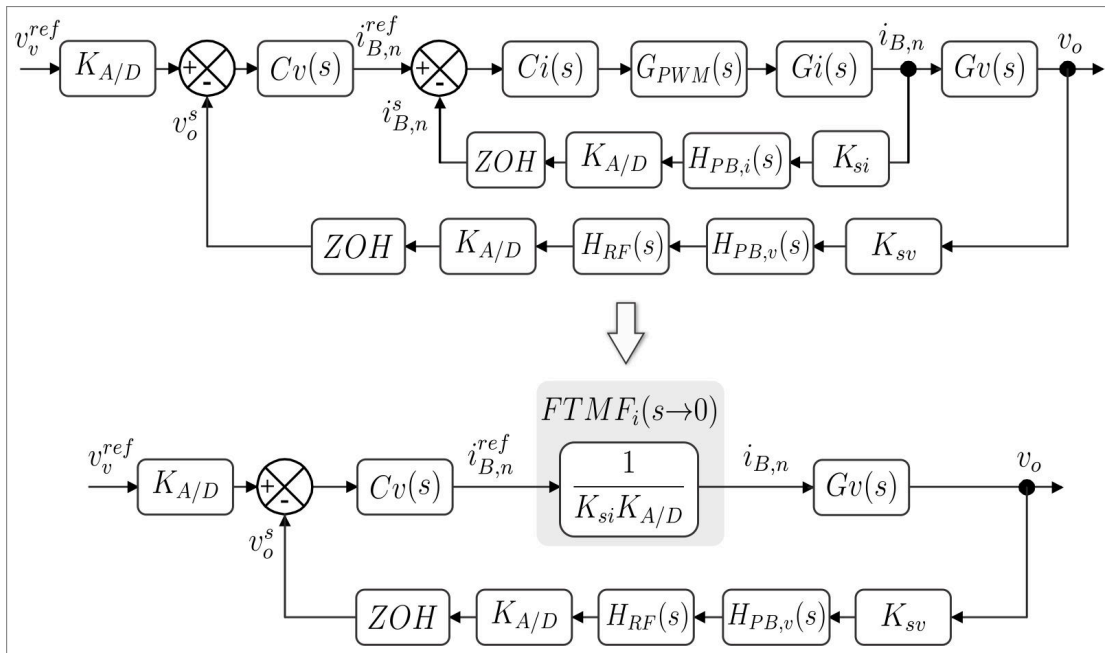 v_v^{ref} K_{A/D} + - Cv(s) i_{B,n}^{ref} + - Ci(s) G_{PWM}(s) Gi(s) i_{B,n} Gv(s) v_o
v_o^s i_{B,n}^s
ZOH K_{A/D} H_{PB,i}(s) K_{si}
ZOH K_{A/D} H_{RF}(s) H_{PB,v}(s) K_{sv}
FTMF_i(s→0)
v_v^{ref} K_{A/D} + - Cv(s) i_{B,n}^{ref} 1 i_{B,n} Gv(s) v_o
K_{si}K_{A/D}
v_o^s
ZOH K_{A/D} H_{RF}(s) H_{PB,v}(s) K_{sv}